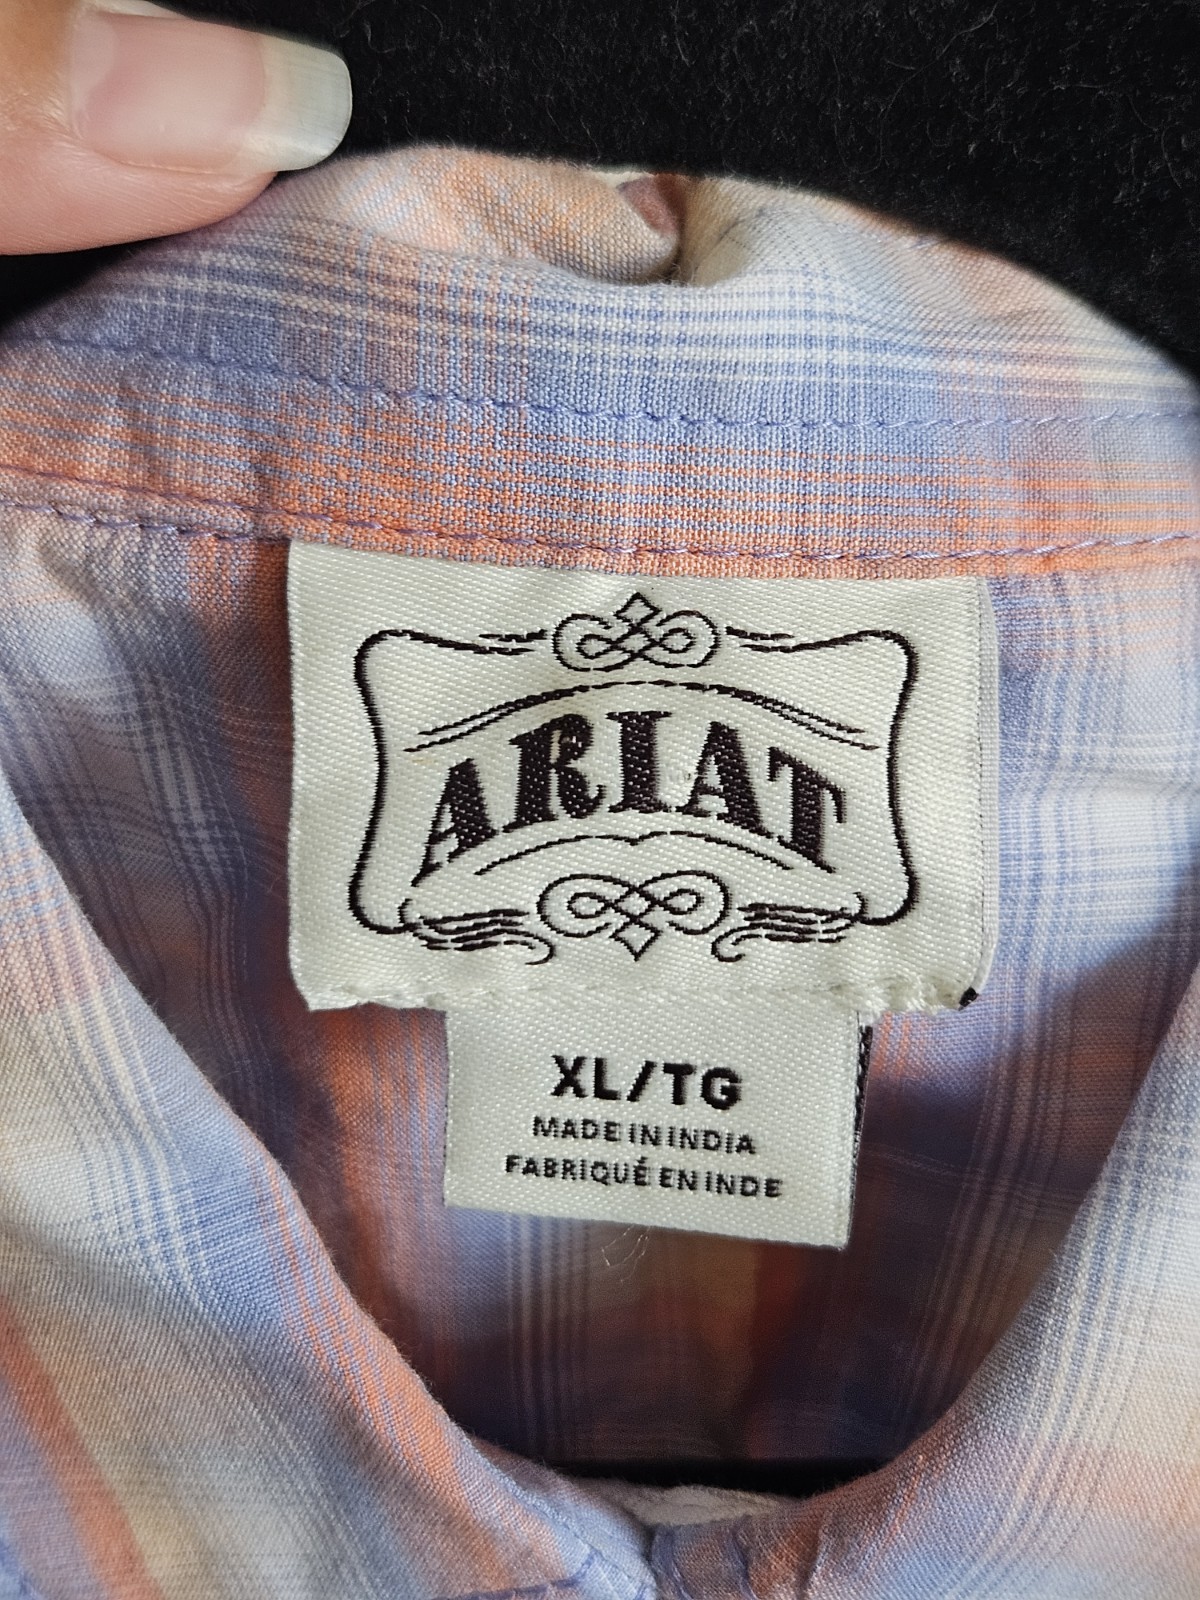 ARIAT
XL/TG
MADE IN INDIA
FABRIQUÉ EN INDE